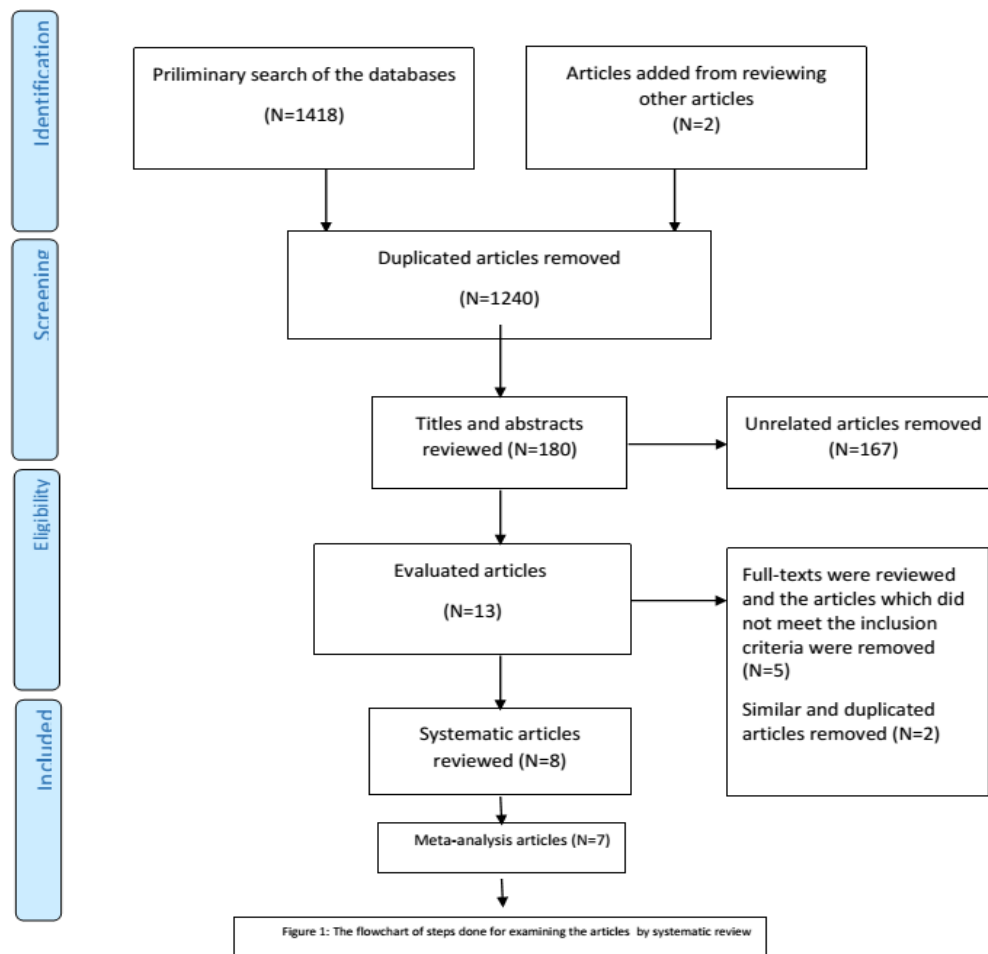 Identification
Priliminary search of the databases
(N=1418)
Articles added from reviewing
other articles
(N=2)
Screening
Duplicated articles removed
(N=1240)
Titles and abstracts
reviewed (N=180)
Unrelated articles removed
(N=167)
Eligibility
Evaluated articles
(N=13)
Full-texts were reviewed
and the articles which did
not meet the inclusion
criteria were removed
(N=5)
Similar and duplicated
articles removed (N=2)
Included
Systematic articles
reviewed (N=8)
Meta-analysis articles (N=7)
Figure 1: The flowchart of steps done for examining the articles by systematic review